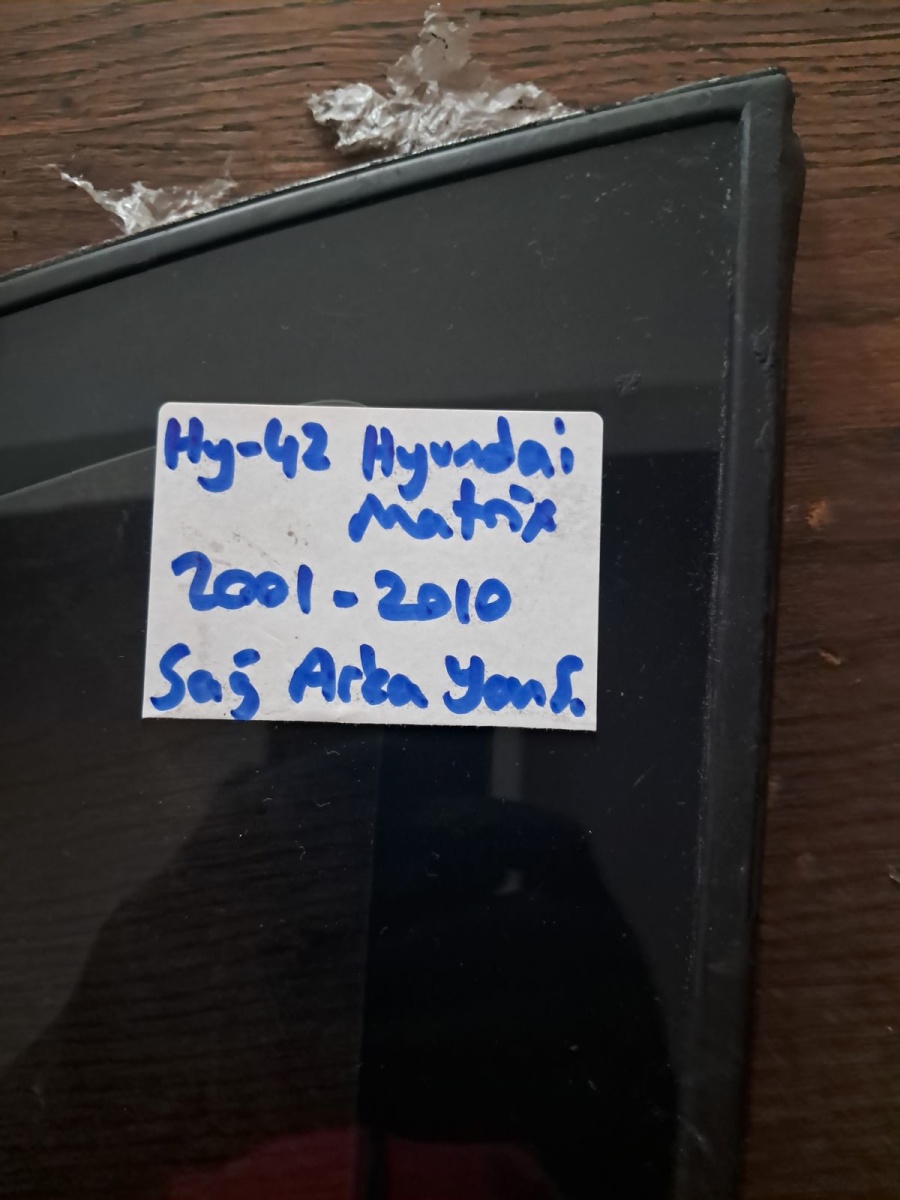 Hy-42 Hyundai
Matrix
2001-2010
Sağ Arka Yan S.